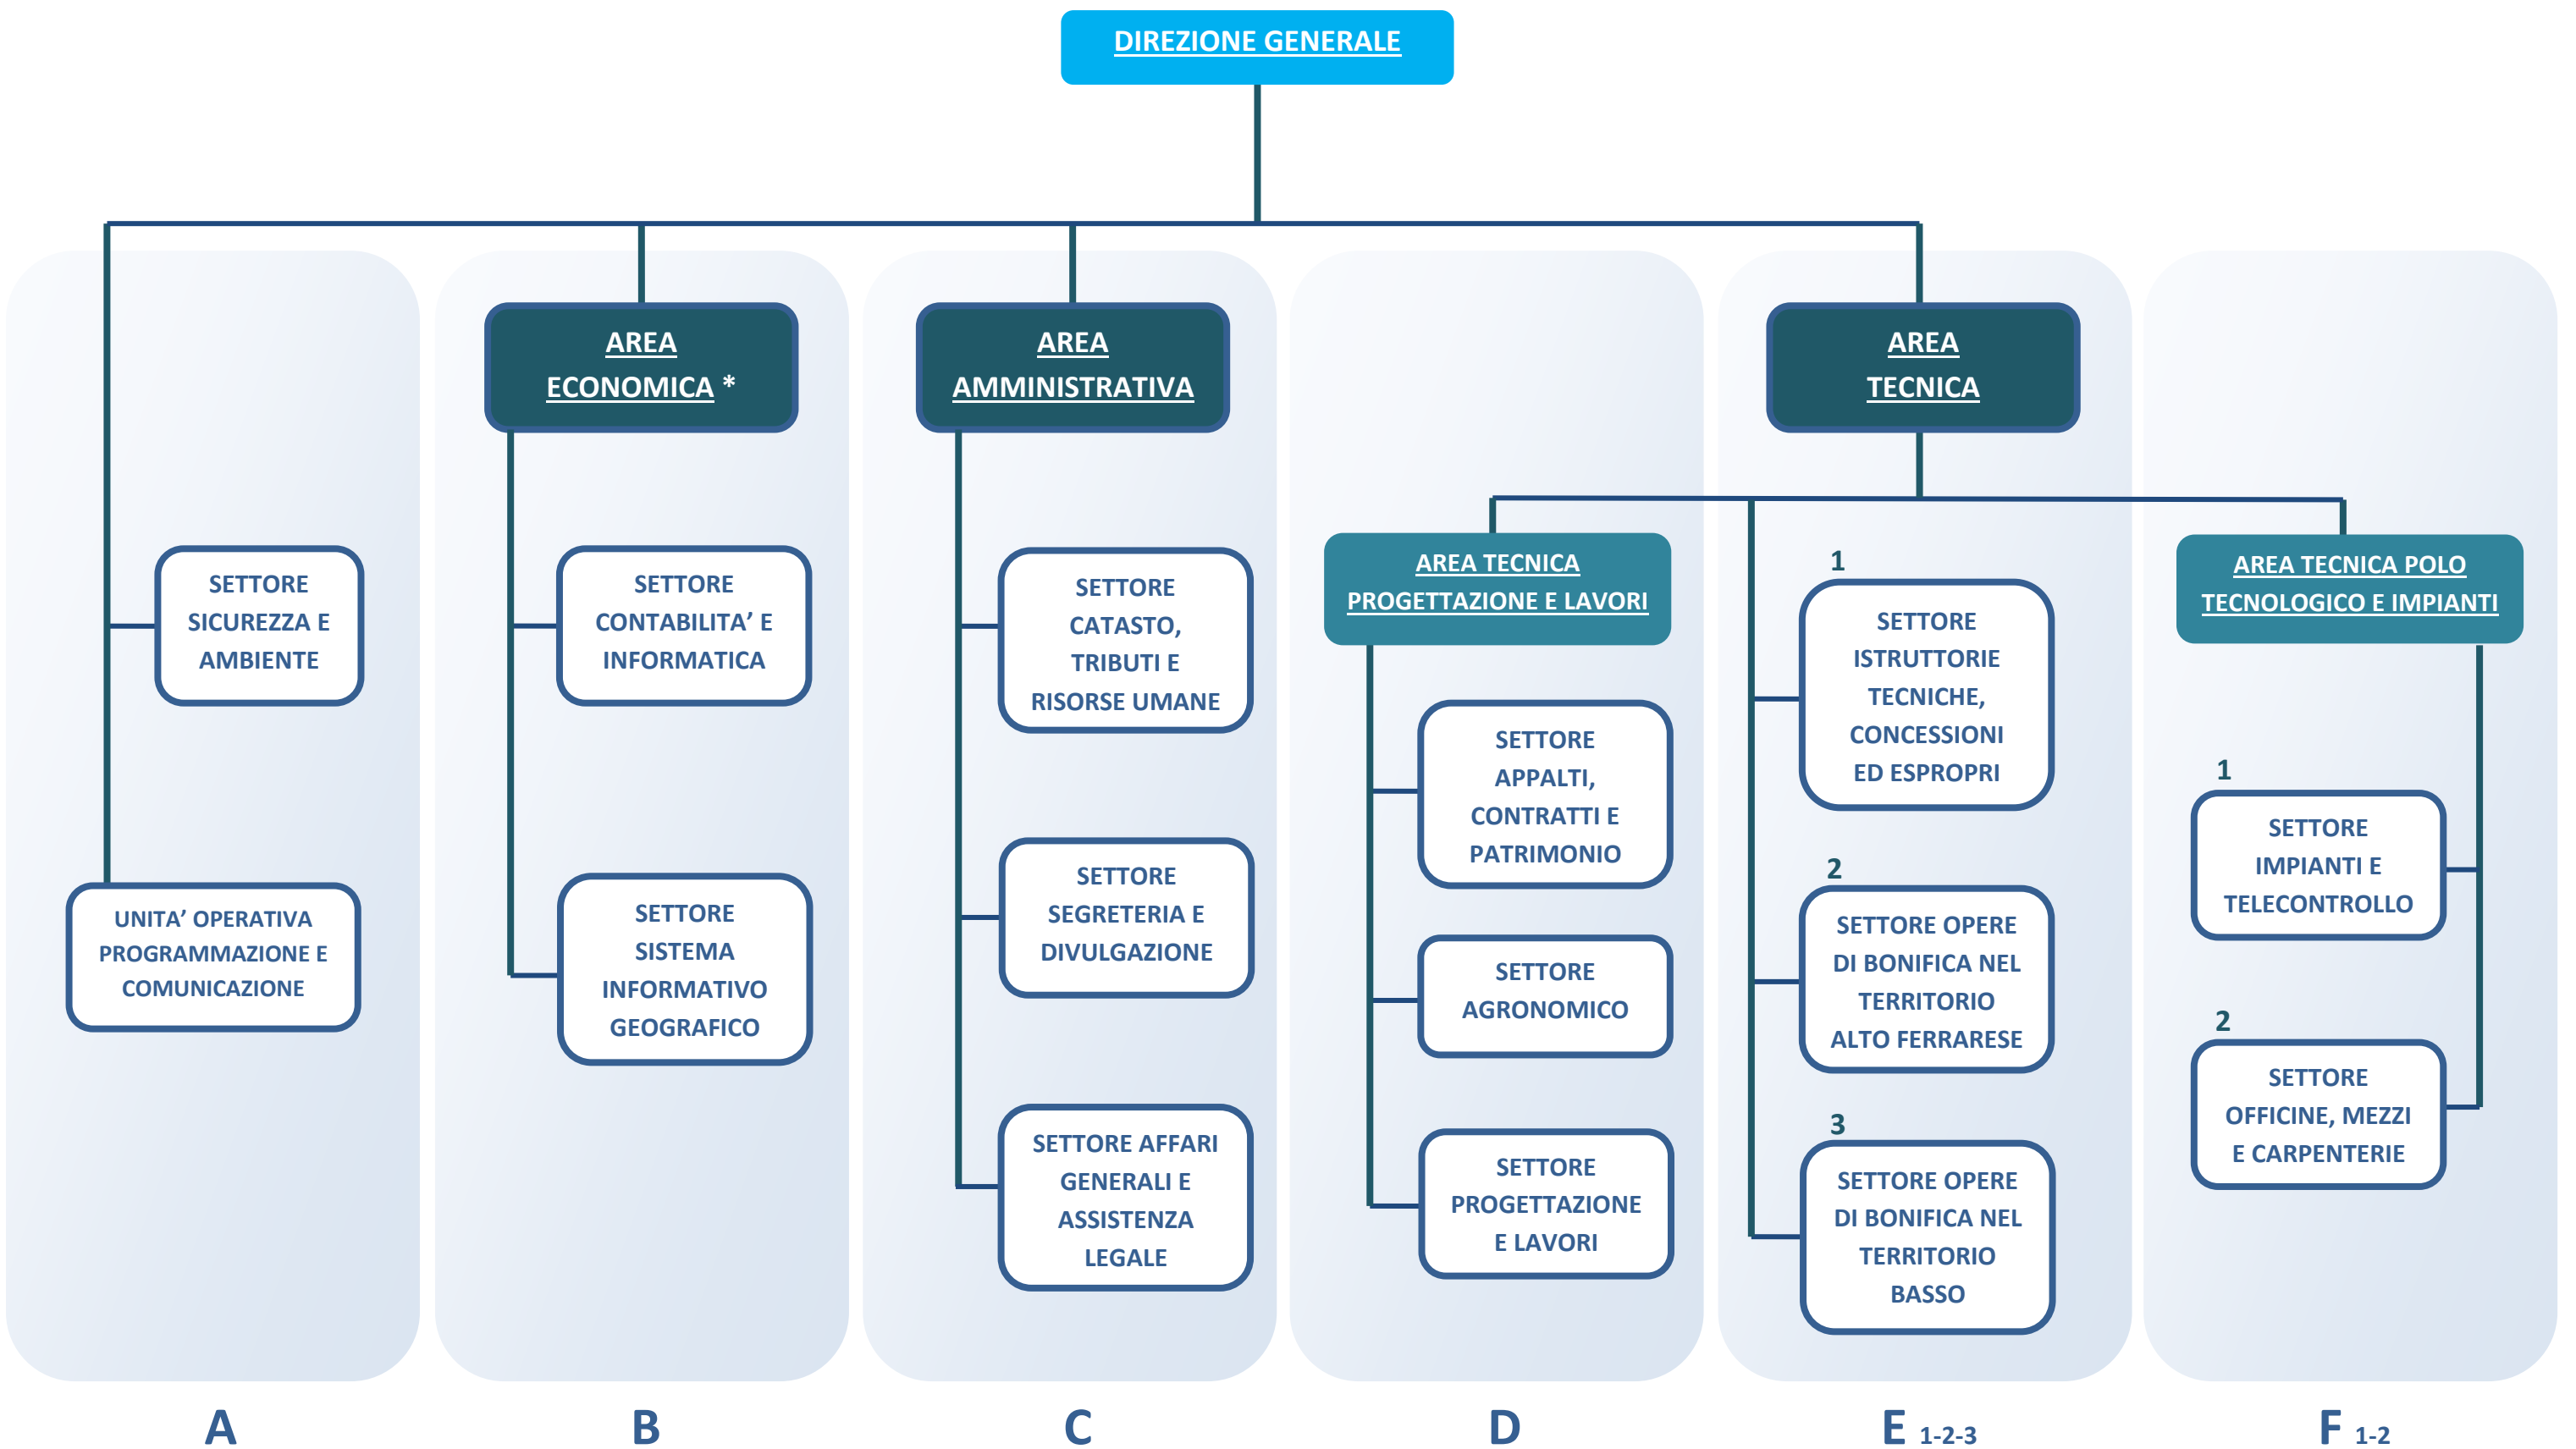 DIREZIONE GENERALE
AREA
ECONOMICA *
AREA
AMMINISTRATIVA
AREA
TECNICA
SETTORE
SICUREZZA E
AMBIENTE
UNITA’ OPERATIVA
PROGRAMMAZIONE E
COMUNICAZIONE
SETTORE
CONTABILITA’ E
INFORMATICA
SETTORE
SISTEMA
INFORMATIVO
GEOGRAFICO
SETTORE
CATASTO,
TRIBUTI E
RISORSE UMANE
SETTORE
SEGRETERIA E
DIVULGAZIONE
SETTORE AFFARI
GENERALI E
ASSISTENZA
LEGALE
AREA TECNICA
PROGETTAZIONE E LAVORI
SETTORE
APPALTI,
CONTRATTI E
PATRIMONIO
SETTORE
AGRONOMICO
SETTORE
PROGETTAZIONE
E LAVORI
1
SETTORE
ISTRUTTORIE
TECNICHE,
CONCESSIONI
ED ESPROPRI
2
SETTORE OPERE
DI BONIFICA NEL
TERRITORIO
ALTO FERRARESE
3
SETTORE OPERE
DI BONIFICA NEL
TERRITORIO
BASSO
AREA TECNICA POLO
TECNOLOGICO E IMPIANTI
1
SETTORE
IMPIANTI E
TELECONTROLLO
2
SETTORE
OFFICINE, MEZZI
E CARPENTERIE
A
B
C
D
E 1-2-3
F 1-2